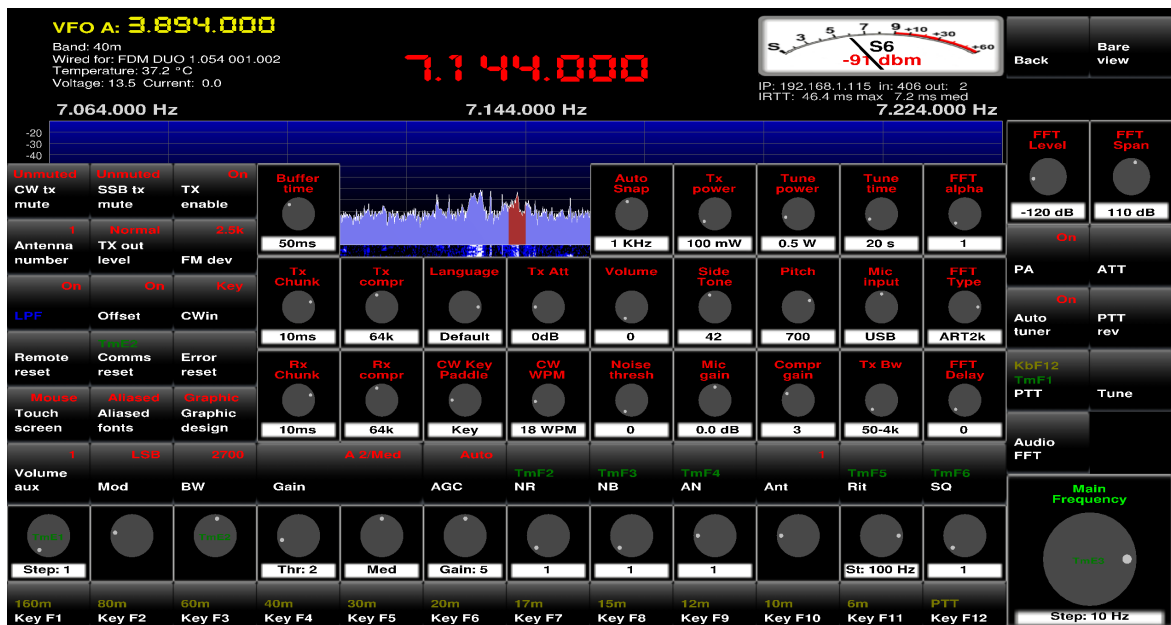 VFO A: 3.894.000
Band: 40m
Wired for: FDM DUO 1.054 001.002
Temperature: 37.2 °C
Voltage: 13.5 Current: 0.0
7.144.000
S 3 5 7 9 +10 +30 +60
S6
-91 dbm
IP: 192.168.1.115 in: 406 out: 2
IRTT: 46.4 ms max 7.2 ms med
Back
Bare
view
7.064.000 Hz 7.144.000 Hz 7.224.000 Hz
-20
-30
-40
FFT
Level
-120 dB
FFT
Span
110 dB
Unmuted
CW tx
mute
Unmuted
SSB tx
mute
On
TX
enable
Buffer
time
50ms
Auto
Snap
1 KHz
Tx
power
100 mW
Tune
power
0.5 W
Tune
time
20 s
FFT
alpha
1
1
Antenna
number
Normal
TX out
level
2.5k
FM dev
On
PA
ATT
On
LPF
On
Offset
Key
CWin
Tx
Chunk
10ms
Tx
compr
64k
Language
Default
Tx Att
0dB
Volume
0
Side
Tone
42
Pitch
700
Mic
input
USB
FFT
Type
ART2k
On
Auto
tuner
PTT
rev
Remote
reset
TmE2
Comms
reset
Error
reset
Rx
Chunk
10ms
Rx
compr
64k
CW Key
Paddle
Key
CW
WPM
18 WPM
Noise
thresh
0
Mic
gain
0.0 dB
Compr
gain
3
Tx Bw
50-4k
FFT
Delay
0
KbF12
TmF1
PTT
Tune
Mouse
Touch
screen
Aliased
Aliased
fonts
Graphic
Graphic
design
Audio
FFT
1
Volume
aux
LSB
Mod
2700
BW
A 2/Med
Gain
Auto
AGC
TmF2
NR
TmF3
NB
TmF4
AN
1
Ant
TmF5
Rit
TmF6
SQ
Step: 1
Thr: 2
Med
Gain: 5
1
1
1
St: 100 Hz
1
Main
Frequency
Step: 10 Hz
160m
Key F1
80m
Key F2
60m
Key F3
40m
Key F4
30m
Key F5
20m
Key F6
17m
Key F7
15m
Key F8
12m
Key F9
10m
Key F10
6m
Key F11
PTT
Key F12